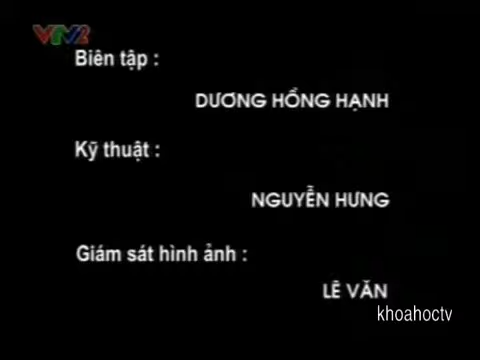 VTV2
Biên tập :
DƯƠNG HỒNG HẠNH
Kỹ thuật :
NGUYỄN HƯNG
Giám sát hình ảnh :
LÊ VĂN
khoahoctv